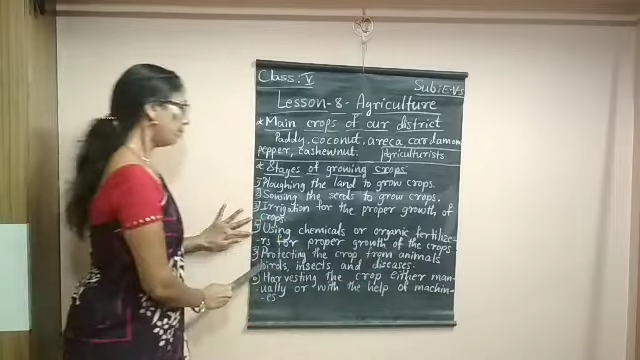 Class: V
Sub: E.V.s
Lesson-8- Agriculture
* Main crops of our district
Paddy, coconut, areca cardamom
pepper, cashewnut. Agriculturists
* Stages of growing crops
1) Ploughing the land to grow crops.
2) Sowing the seeds to grow crops.
3) Irrigation for the proper growth of
crops.
4) Using chemicals or organic fertilize-
rs for proper growth of the crops
5) Protecting the crop from animals
birds, insects and diseases.
6) Harvesting the crop either man-
ually or with the help of machin-
-es